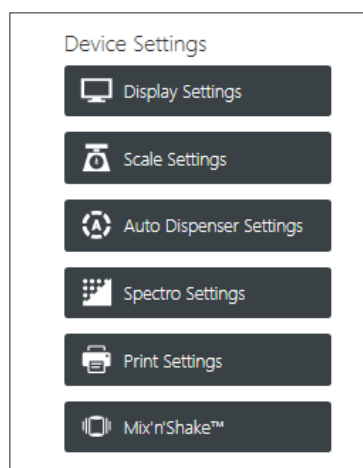 Device Settings
Display Settings
Scale Settings
Auto Dispenser Settings
Spectro Settings
Print Settings
Mix'n'Shake™